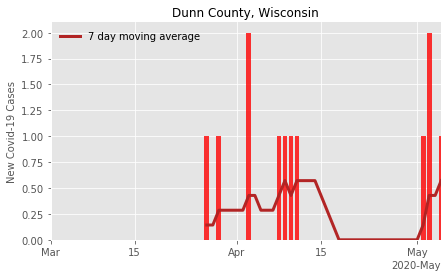 Dunn County, Wisconsin
7 day moving average
New Covid-19 Cases
2.00
1.75
1.50
1.25
1.00
0.75
0.50
0.25
0.00
Mar 15 Apr 15 May
2020-May